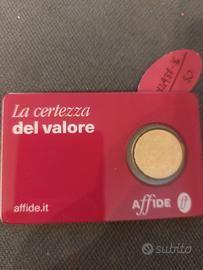 La certezza
del valore
affide.it
AffIDE
subito